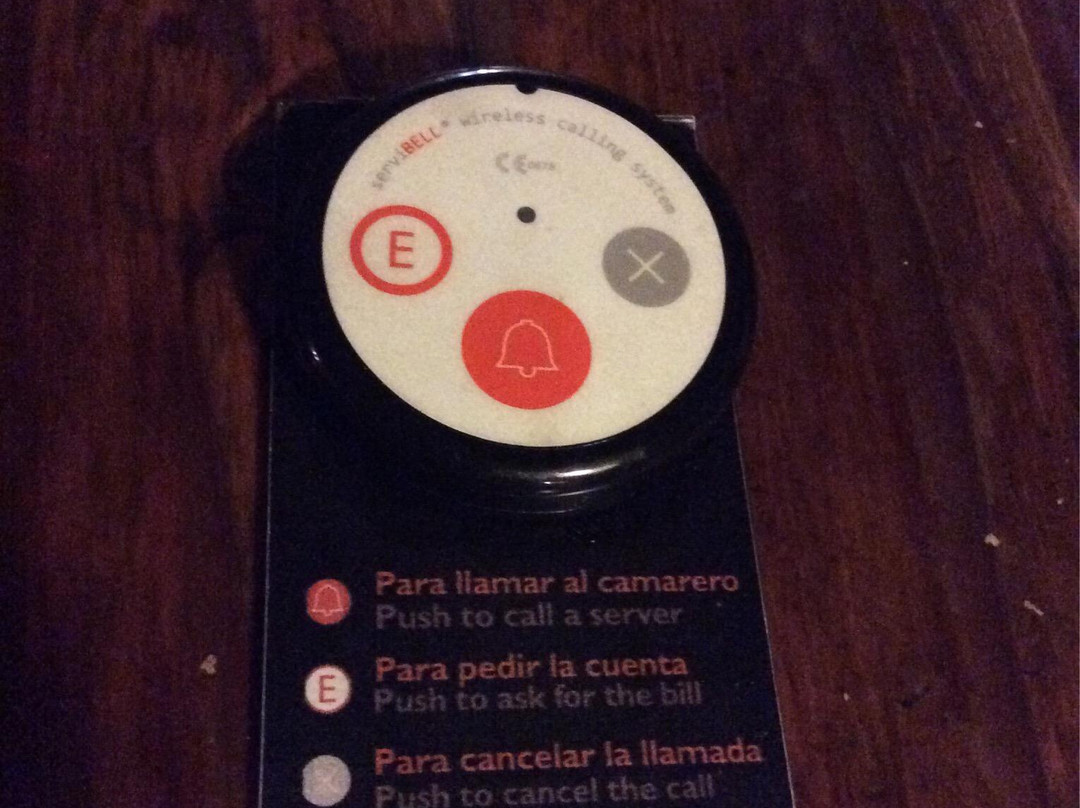 serviBELL® wireless calling system
CE
E
Para llamar al camarero
Push to call a server
E
Para pedir la cuenta
Push to ask for the bill
Para cancelar la llamada
Push to cancel the call